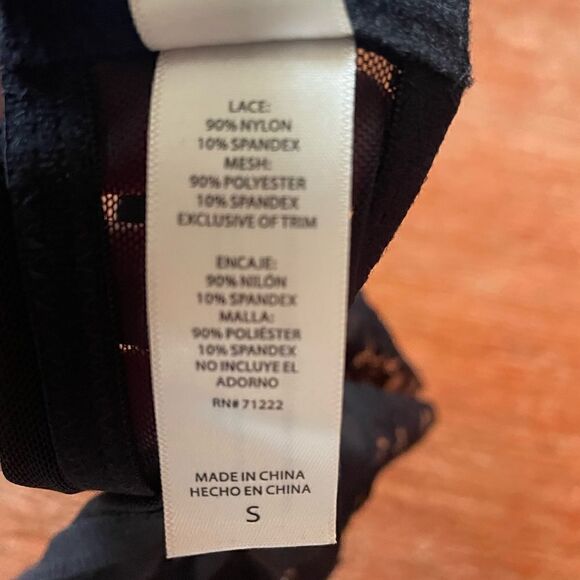 LACE:
90% NYLON
10% SPANDEX
MESH:
90% POLYESTER
10% SPANDEX
EXCLUSIVE OF TRIM
ENCAJE:
90% NILÓN
10% SPANDEX
MALLA:
90% POLIÉSTER
10% SPANDEX
NO INCLUYE EL
ADORNO
RN# 71222
MADE IN CHINA
HECHO EN CHINA
S